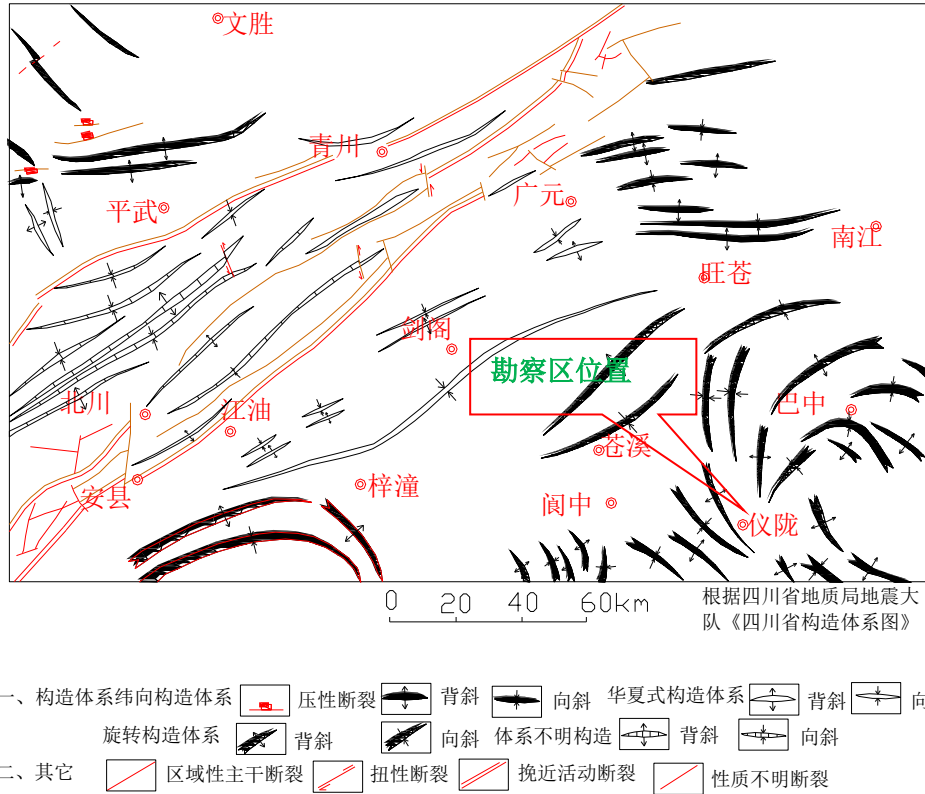 文胜
青川
平武
广元
南江
旺苍
剑阁
勘察区位置
北川
江油
巴中
苍溪
安县
梓潼
阆中
仪陇
0 20 40 60km
根据四川省地质局地震大
队《四川省构造体系图》
一、构造体系纬向构造体系 压性断裂 背斜 向斜 华夏式构造体系 背斜 向
旋转构造体系 背斜 向斜 体系不明构造 背斜 向斜
二、其它 区域性主干断裂 扭性断裂 挽近活动断裂 性质不明断裂